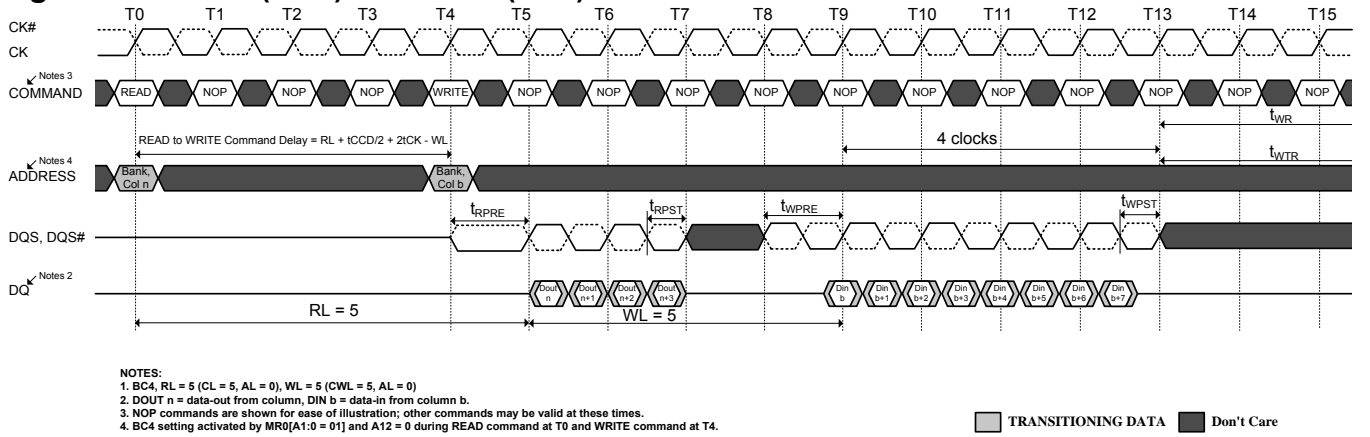 T0 T1 T2 T3 T4 T5 T6 T7 T8 T9 T10 T11 T12 T13 T14 T15
CK#
CK
Notes 3
COMMAND READ NOP NOP NOP WRITE NOP NOP NOP NOP NOP NOP NOP NOP NOP NOP NOP
tWR
READ to WRITE Command Delay = RL + tCCD/2 + 2tCK - WL
4 clocks
tWTR
Notes 4
ADDRESS Bank, Col n Bank, Col b
tRPRE tRPST tWPRE tWPST
DQS, DQS#
Notes 2
DQ Dout n Dout n+1 Dout n+2 Dout n+3 Din b Din b+1 Din b+2 Din b+3 Din b+4 Din b+5 Din b+6 Din b+7
RL = 5 WL = 5
NOTES:
1. BC4, RL = 5 (CL = 5, AL = 0), WL = 5 (CWL = 5, AL = 0)
2. DOUT n = data-out from column, DIN b = data-in from column b.
3. NOP commands are shown for ease of illustration; other commands may be valid at these times.
4. BC4 setting activated by MR0[A1:0 = 01] and A12 = 0 during READ command at T0 and WRITE command at T4.
TRANSITIONING DATA Don't Care